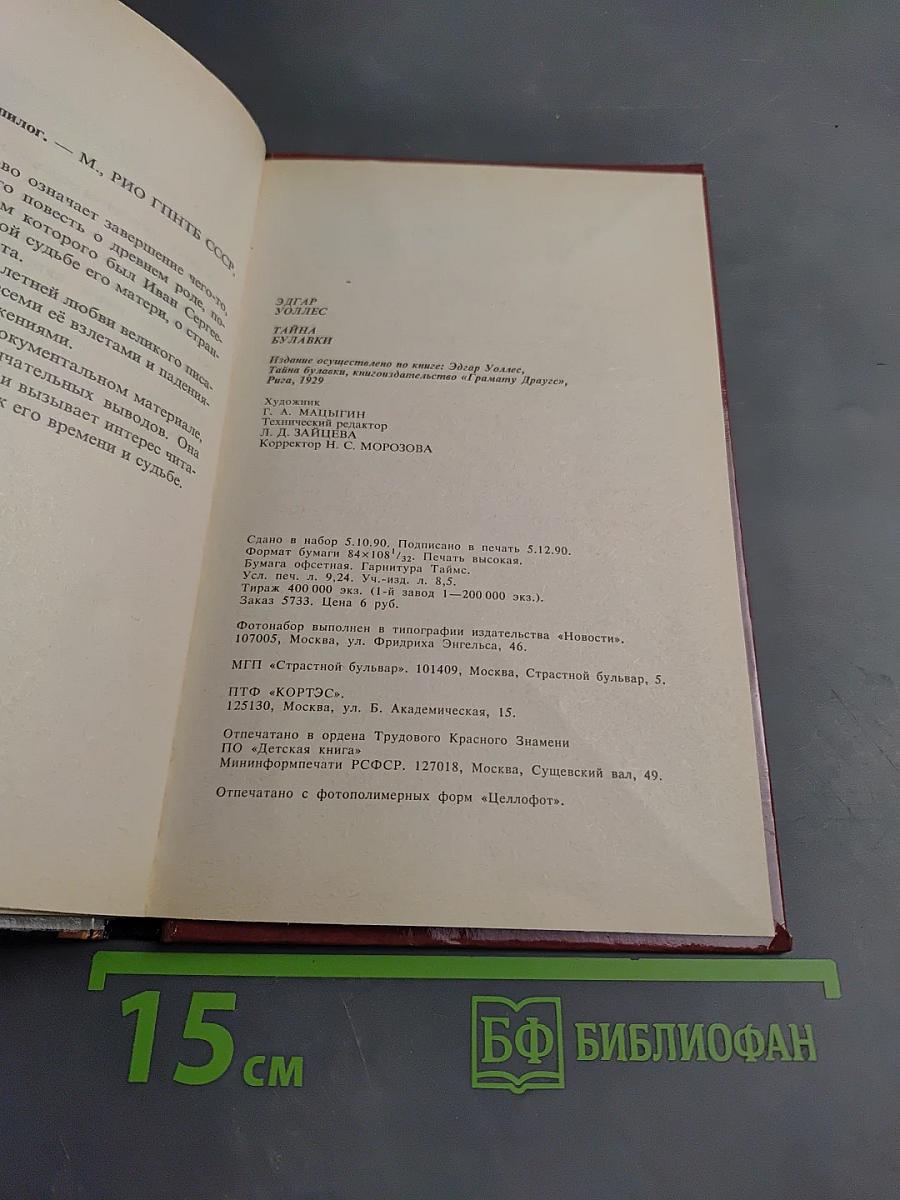 пилог. — М., РИО ГПНТБ СССР,
во означает завершение чего-то,
го повесть о древнем роде, по-
м которого был Иван Сергее-
ой судьбе его матери, о стран-
та.
летней любви великого писа-
семи её взлетами и падения-
жениями.
окументальном материале,
чательных выводов. Она
и вызывает интерес чита-
к его времени и судьбе.
ЭДГАР
УОЛЛЕС
ТАЙНА
БУЛАВКИ
Издание осуществлено по книге: Эдгар Уоллес,
Тайна булавки, книгоиздательство «Грамату Драугс»,
Рига, 1929
Художник
Г. А. МАЦЫГИН
Технический редактор
Л. Д. ЗАЙЦЕВА
Корректор Н. С. МОРОЗОВА
Сдано в набор 5.10.90. Подписано в печать 5.12.90.
Формат бумаги 84×108¹/₃₂. Печать высокая.
Бумага офсетная. Гарнитура Таймс.
Усл. печ. л. 9,24. Уч.-изд. л. 8,5.
Тираж 400 000 экз. (1-й завод 1—200 000 экз.).
Заказ 5733. Цена 6 руб.
Фотонабор выполнен в типографии издательства «Новости».
107005, Москва, ул. Фридриха Энгельса, 46.
МГП «Страстной бульвар». 101409, Москва, Страстной бульвар, 5.
ПТФ «КОРТЭС».
125130, Москва, ул. Б. Академическая, 15.
Отпечатано в ордена Трудового Красного Знамени
ПО «Детская книга»
Мининформпечати РСФСР. 127018, Москва, Сущевский вал, 49.
Отпечатано с фотополимерных форм «Целлофот».
15 см
БФ БИБЛИОФАН